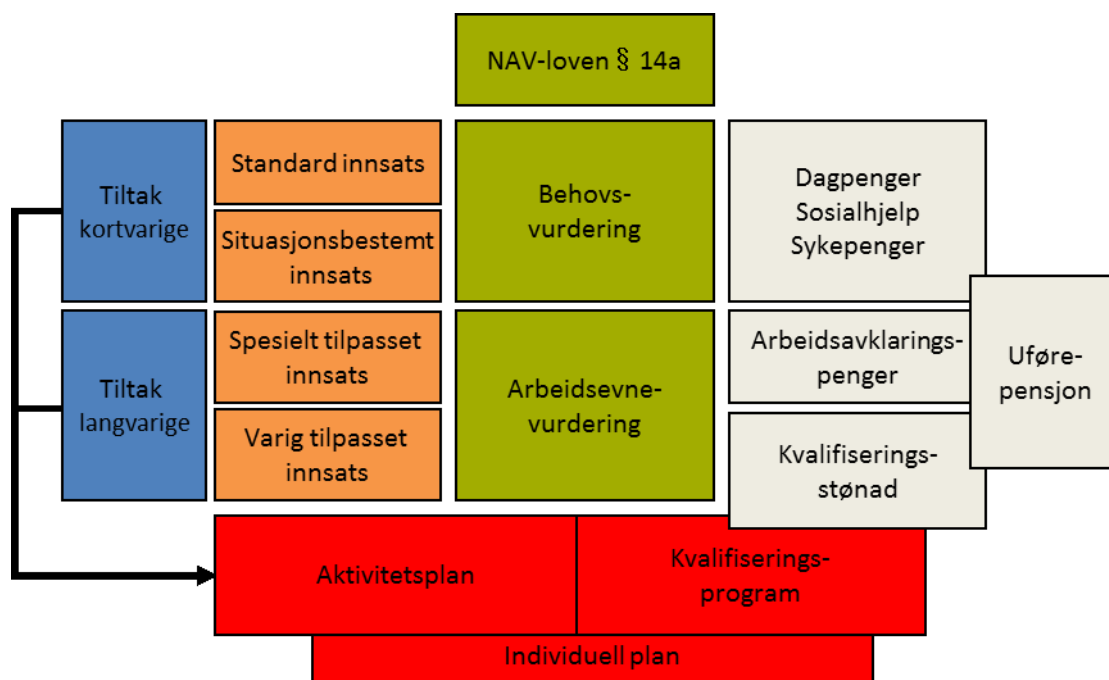 NAV-loven § 14a
Tiltak
kortvarige
Standard innsats
Situasjonsbestemt
innsats
Behovs-
vurdering
Dagpenger
Sosialhjelp
Sykepenger
Tiltak
langvarige
Spesielt tilpasset
innsats
Varig tilpasset
innsats
Arbeidsevne-
vurdering
Arbeidsavklarings-
penger
Kvalifiserings-
stønad
Uføre-
pensjon
Aktivitetsplan
Kvalifiserings-
program
Individuell plan